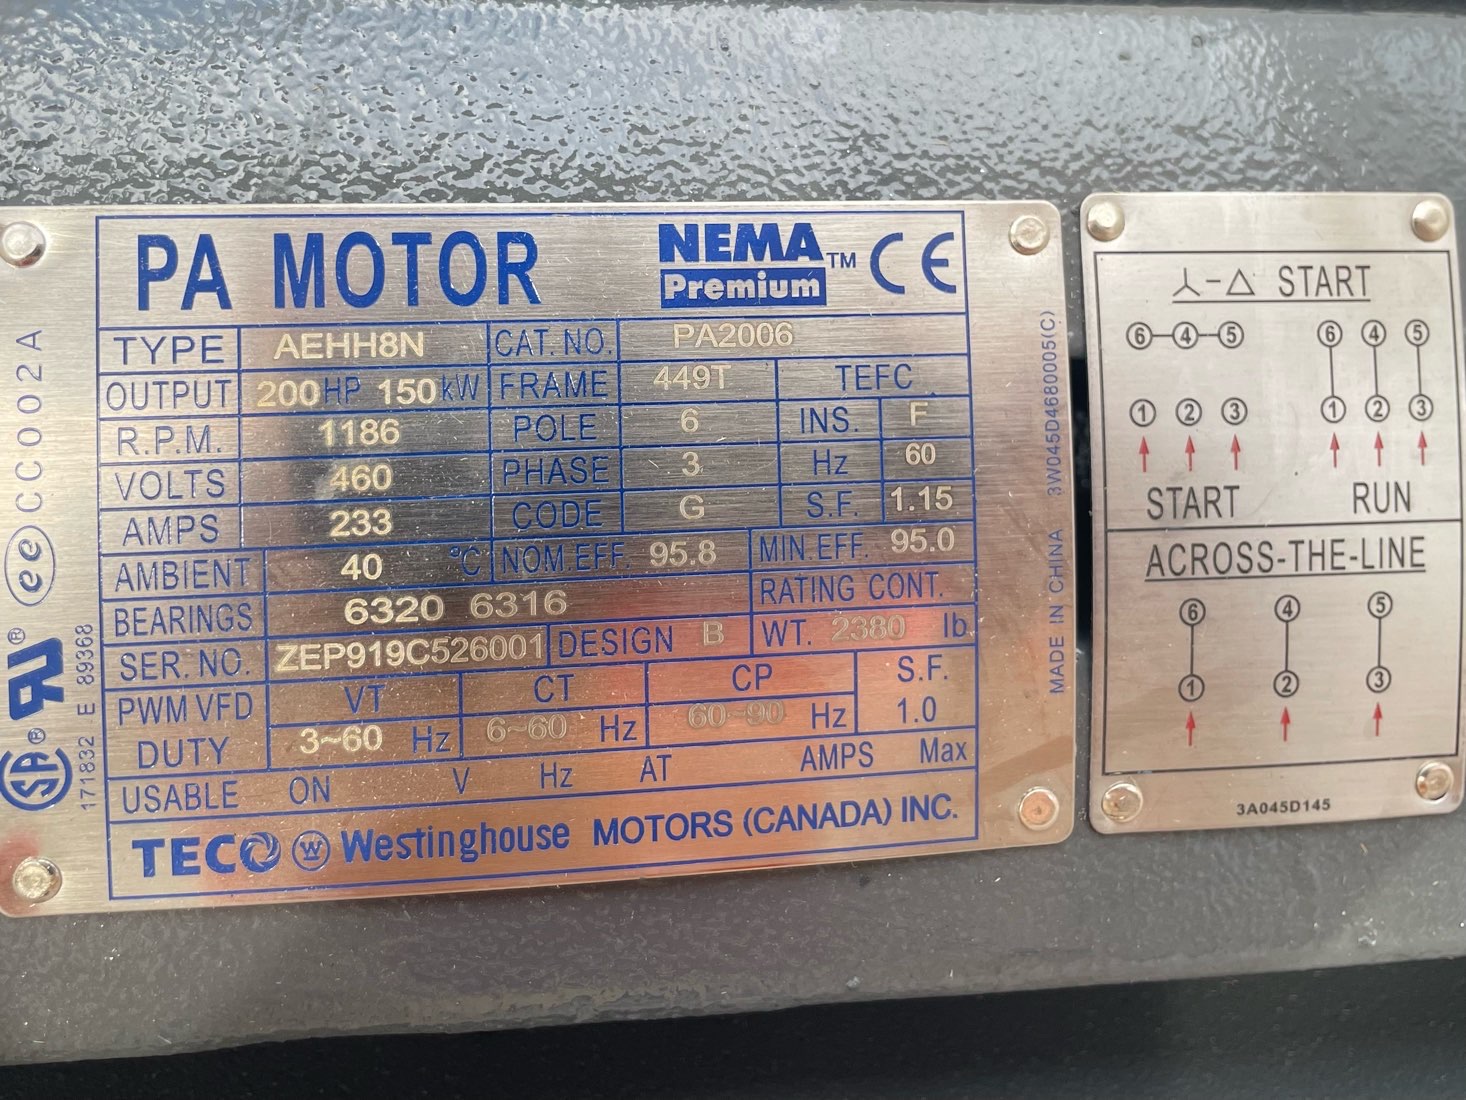 PA MOTOR NEMA Premium ™ CE
TYPE AEHH8N CAT. NO. PA2006
OUTPUT 200 HP 150 kW FRAME 449T TEFC
R.P.M. 1186 POLE 6 INS. F
VOLTS 460 PHASE 3 Hz 60
AMPS 233 CODE G S.F. 1.15
AMBIENT 40 °C NOM.EFF. 95.8 MIN.EFF. 95.0
BEARINGS 6320 6316 RATING CONT.
SER. NO. ZEP919C526001 DESIGN B WT. 2380 lb
PWM VFD DUTY VT CT CP S.F.
3~60 Hz 6~60 Hz 60~90 Hz 1.0
USABLE ON V Hz AT AMPS Max
TECO W Westinghouse MOTORS (CANADA) INC.
ee CC002A
UR®
SA®
171832 E 89368
MADE IN CHINA 3W045D4680005(C)
⅄-△ START
6 4 5 6 4 5
1 2 3 1 2 3
START RUN
ACROSS-THE-LINE
6 4 5
1 2 3
3A045D145